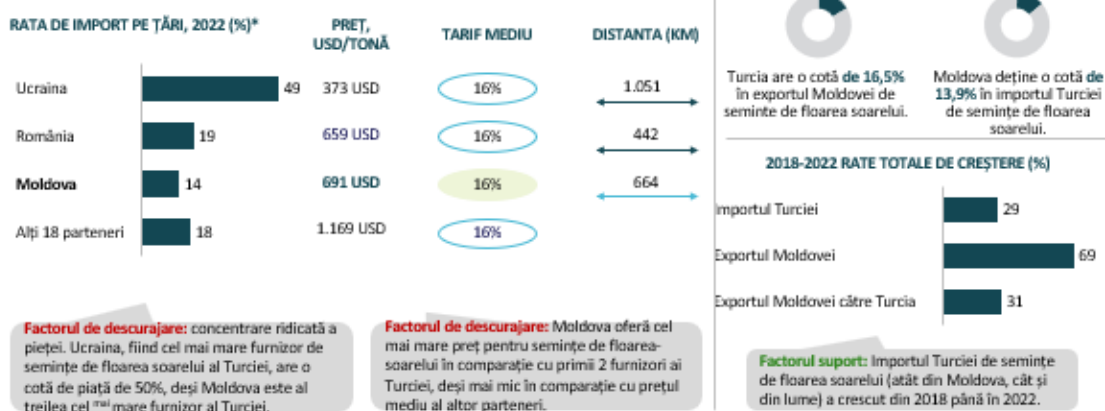 RATA DE IMPORT PE ȚĂRI, 2022 (%)*
PREȚ,
USD/TONĂ
TARIF MEDIU
DISTANTA (KM)
Ucraina 49 373 USD 16% 1.051
România 19 659 USD 16% 442
Moldova 14 691 USD 16% 664
Alți 18 parteneri 18 1.169 USD 16%
Factorul de descurajare: concentrare ridicată a
pieței. Ucraina, fiind cel mai mare furnizor de
semințe de floarea soarelui al Turciei, are o
cotă de piață de 50%, deși Moldova este al
treilea cel mai mare furnizor al Turciei.
Factorul de descurajare: Moldova oferă cel
mai mare preț pentru semințe de floarea-
soarelui în comparație cu primii 2 furnizori ai
Turciei, deși mai mic în comparație cu prețul
mediu al altor parteneri.
Turcia are o cotă de 16,5%
în exportul Moldovei de
seminte de floarea soarelui.
Moldova deține o cotă de
13,9% în importul Turciei
de semințe de floarea
soarelui.
2018-2022 RATE TOTALE DE CREȘTERE (%)
Importul Turciei 29
Exportul Moldovei 69
Exportul Moldovei către Turcia 31
Factorul suport: Importul Turciei de semințe
de floarea soarelui (atât din Moldova, cât și
din lume) a crescut din 2018 până în 2022.